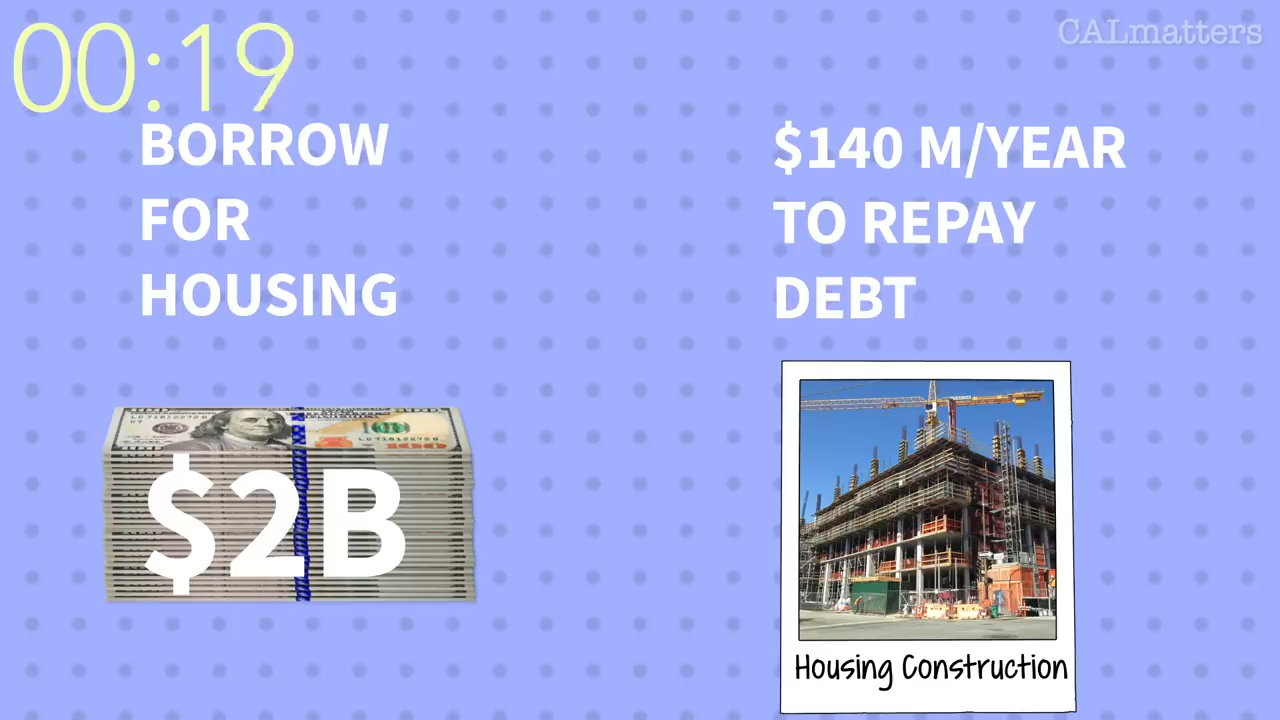 00:19
CALmatters
BORROW
FOR
HOUSING
$140 M/YEAR
TO REPAY
DEBT
$2B
Housing Construction